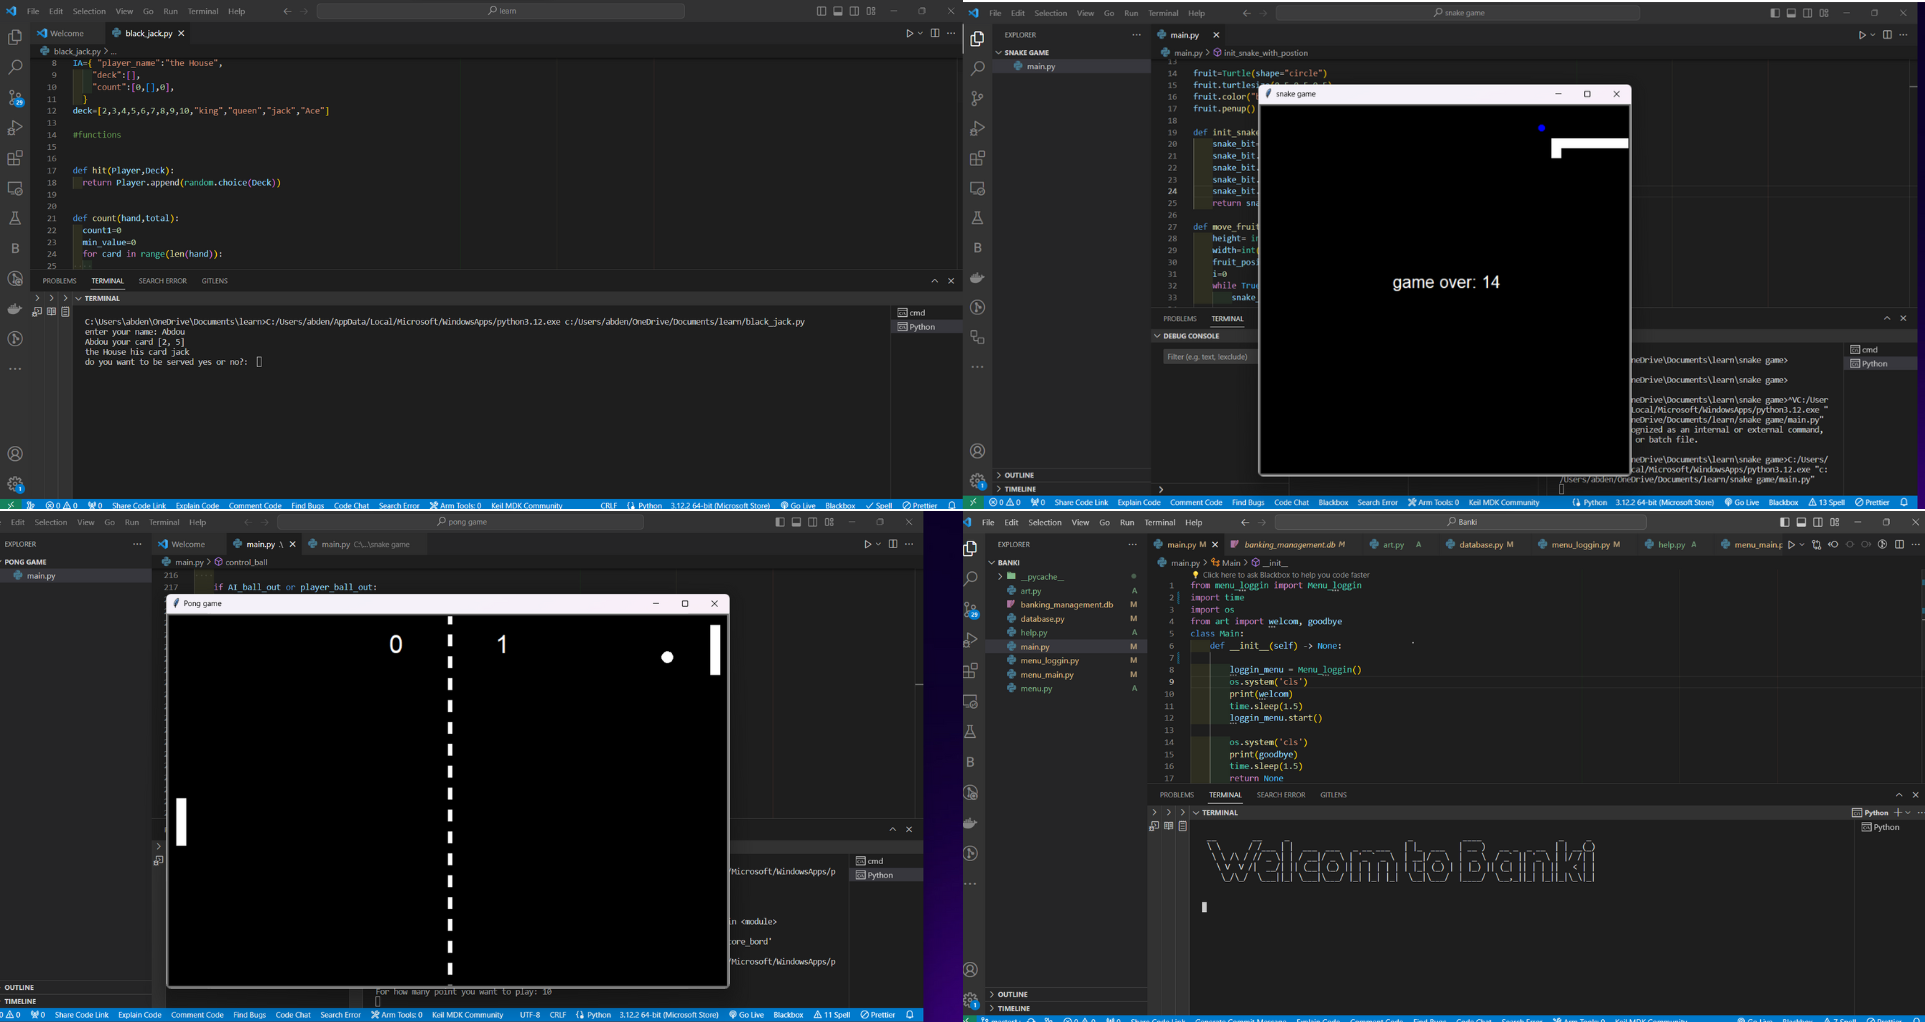 File Edit Selection View Go Run Terminal Help
learn
Welcome black_jack.py
black_jack.py > ...
8 IA={ "player_name":"the House",
9 "deck":[],
10 "count":[0,[],0],
11 }
12 deck=[2,3,4,5,6,7,8,9,10,"king","queen","jack","Ace"]
13
14 #functions
15
16
17 def hit(Player,Deck):
18 return Player.append(random.choice(Deck))
19
20
21 def count(hand,total):
22 count1=0
23 min_value=0
24 for card in range(len(hand)):
25
PROBLEMS TERMINAL SEARCH ERROR GITLENS
TERMINAL
cmd
Python
C:\Users\abden\OneDrive\Documents\learn>C:/Users/abden/AppData/Local/Microsoft/WindowsApps/python3.12.exe c:/Users/abden/OneDrive/Documents/learn/black_jack.py
enter your name: Abdou
Abdou your card [2, 5]
the House his card jack
do you want to be served yes or no?:
0 0 0 Share Code Link Explain Code Comment Code Find Bugs Code Chat Search Error Arm Tools: 0 Keil MDK Community CRLF Python 3.12.2 64-bit (Microsoft Store) Go Live Blackbox Spell Prettier
File Edit Selection View Go Run Terminal Help
snake game
EXPLORER
SNAKE GAME
main.py
main.py
main.py > init_snake_with_postion
13
14 fruit=Turtle(shape="circle")
15 fruit.turtlesize
16 fruit.color("
17 fruit.penup()
18
19 def init_snake
20 snake_bit=
21 snake_bit.
22 snake_bit.
23 snake_bit.
24 snake_bit.
25 return sna
26
27 def move_fruit
28 height= in
29 width=int(
30 fruit_posi
31 i=0
32 while True
33 snake_
snake game
game over: 14
PROBLEMS TERMINAL
DEBUG CONSOLE
Filter (e.g. text, !exclude)
cmd
Python
neDrive\Documents\learn\snake game>
neDrive\Documents\learn\snake game>
neDrive\Documents\learn\snake game>^VC:/User
Local/Microsoft/WindowsApps/python3.12.exe "
neDrive/Documents/learn/snake game/main.py"
ognized as an internal or external command,
or batch file.
neDrive\Documents\learn\snake game>C:/Users/
cal/Microsoft/WindowsApps/python3.12.exe "c:
/Users/abden/OneDrive/Documents/learn/snake game/main.py"
OUTLINE
TIMELINE
0 0 0 Share Code Link Explain Code Comment Code Find Bugs Code Chat Blackbox Search Error Arm Tools: 0 Keil MDK Community Python 3.12.2 64-bit (Microsoft Store) Go Live Blackbox 13 Spell Prettier
Edit Selection View Go Run Terminal Help
pong game
EXPLORER
PONG GAME
main.py
Welcome main.py .\ main.py C:\...\snake game
main.py > control_ball
216
217 if AI_ball_out or player_ball_out:
Pong game
0 1
cmd
Python
/Microsoft/WindowsApps/p
in <module>
core_bord'
/Microsoft/WindowsApps/p
For how many point you want to play: 10
OUTLINE
TIMELINE
0 0 0 Share Code Link Explain Code Comment Code Find Bugs Code Chat Search Error Arm Tools: 0 Keil MDK Community UTF-8 CRLF Python 3.12.2 64-bit (Microsoft Store) Go Live Blackbox 11 Spell Prettier
File Edit Selection View Go Run Terminal Help
Banki
EXPLORER
BANKI
__pycache__
art.py A
banking_management.db M
database.py M
help.py A
main.py M
menu_loggin.py M
menu_main.py M
menu.py A
main.py M banking_management.db M art.py A database.py M menu_loggin.py M help.py A menu_main.p
main.py > Main > __init__
Click here to ask Blackbox to help you code faster
1 from menu_loggin import Menu_loggin
2 import time
3 import os
4 from art import welcom, goodbye
5 class Main:
6 def __init__(self) -> None:
7
8 loggin_menu = Menu_loggin()
9 os.system('cls')
10 print(welcom)
11 time.sleep(1.5)
12 loggin_menu.start()
13
14 os.system('cls')
15 print(goodbye)
16 time.sleep(1.5)
17 return None
PROBLEMS TERMINAL SEARCH ERROR GITLENS
TERMINAL
Python
Python
Welcom to Banki
OUTLINE
TIMELINE